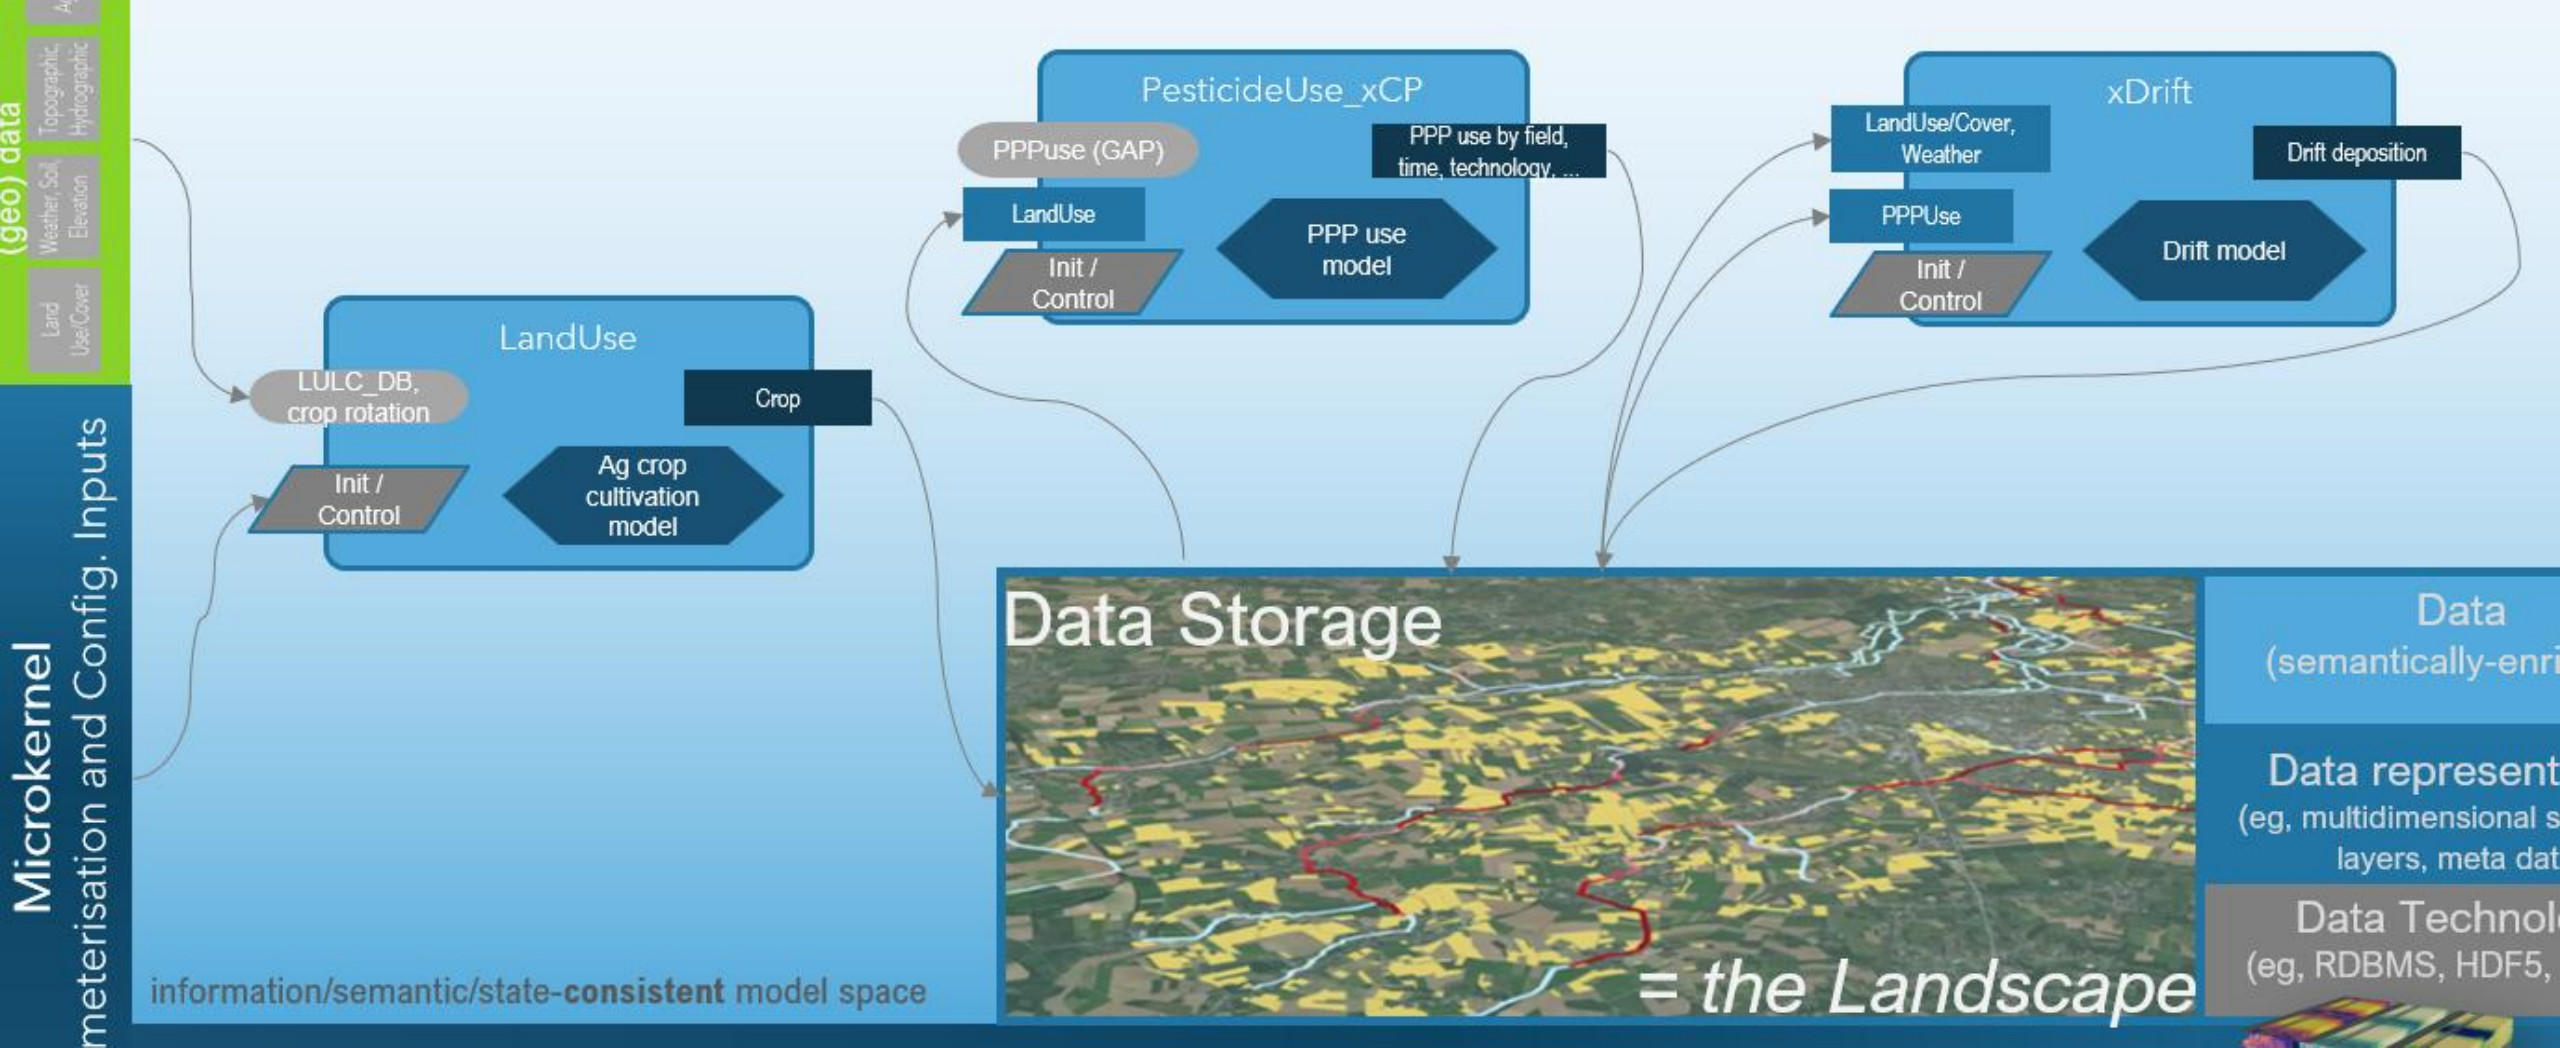 (geo) data
Topographic,
Hydrographic
Weather, Soil,
Elevation
Land
Use/Cover
Microkernel
meterisation and Config. Inputs
LandUse
LULC_DB,
crop rotation
Crop
Init /
Control
Ag crop
cultivation
model
PesticideUse_xCP
PPPuse (GAP)
PPP use by field,
time, technology, ...
LandUse
Init /
Control
PPP use
model
xDrift
LandUse/Cover,
Weather
Drift deposition
PPPUse
Init /
Control
Drift model
Data Storage
= the Landscape
Data
(semantically-enri
Data represent
(eg, multidimensional s
layers, meta dat
Data Technol
(eg, RDBMS, HDF5,
information/semantic/state-consistent model space